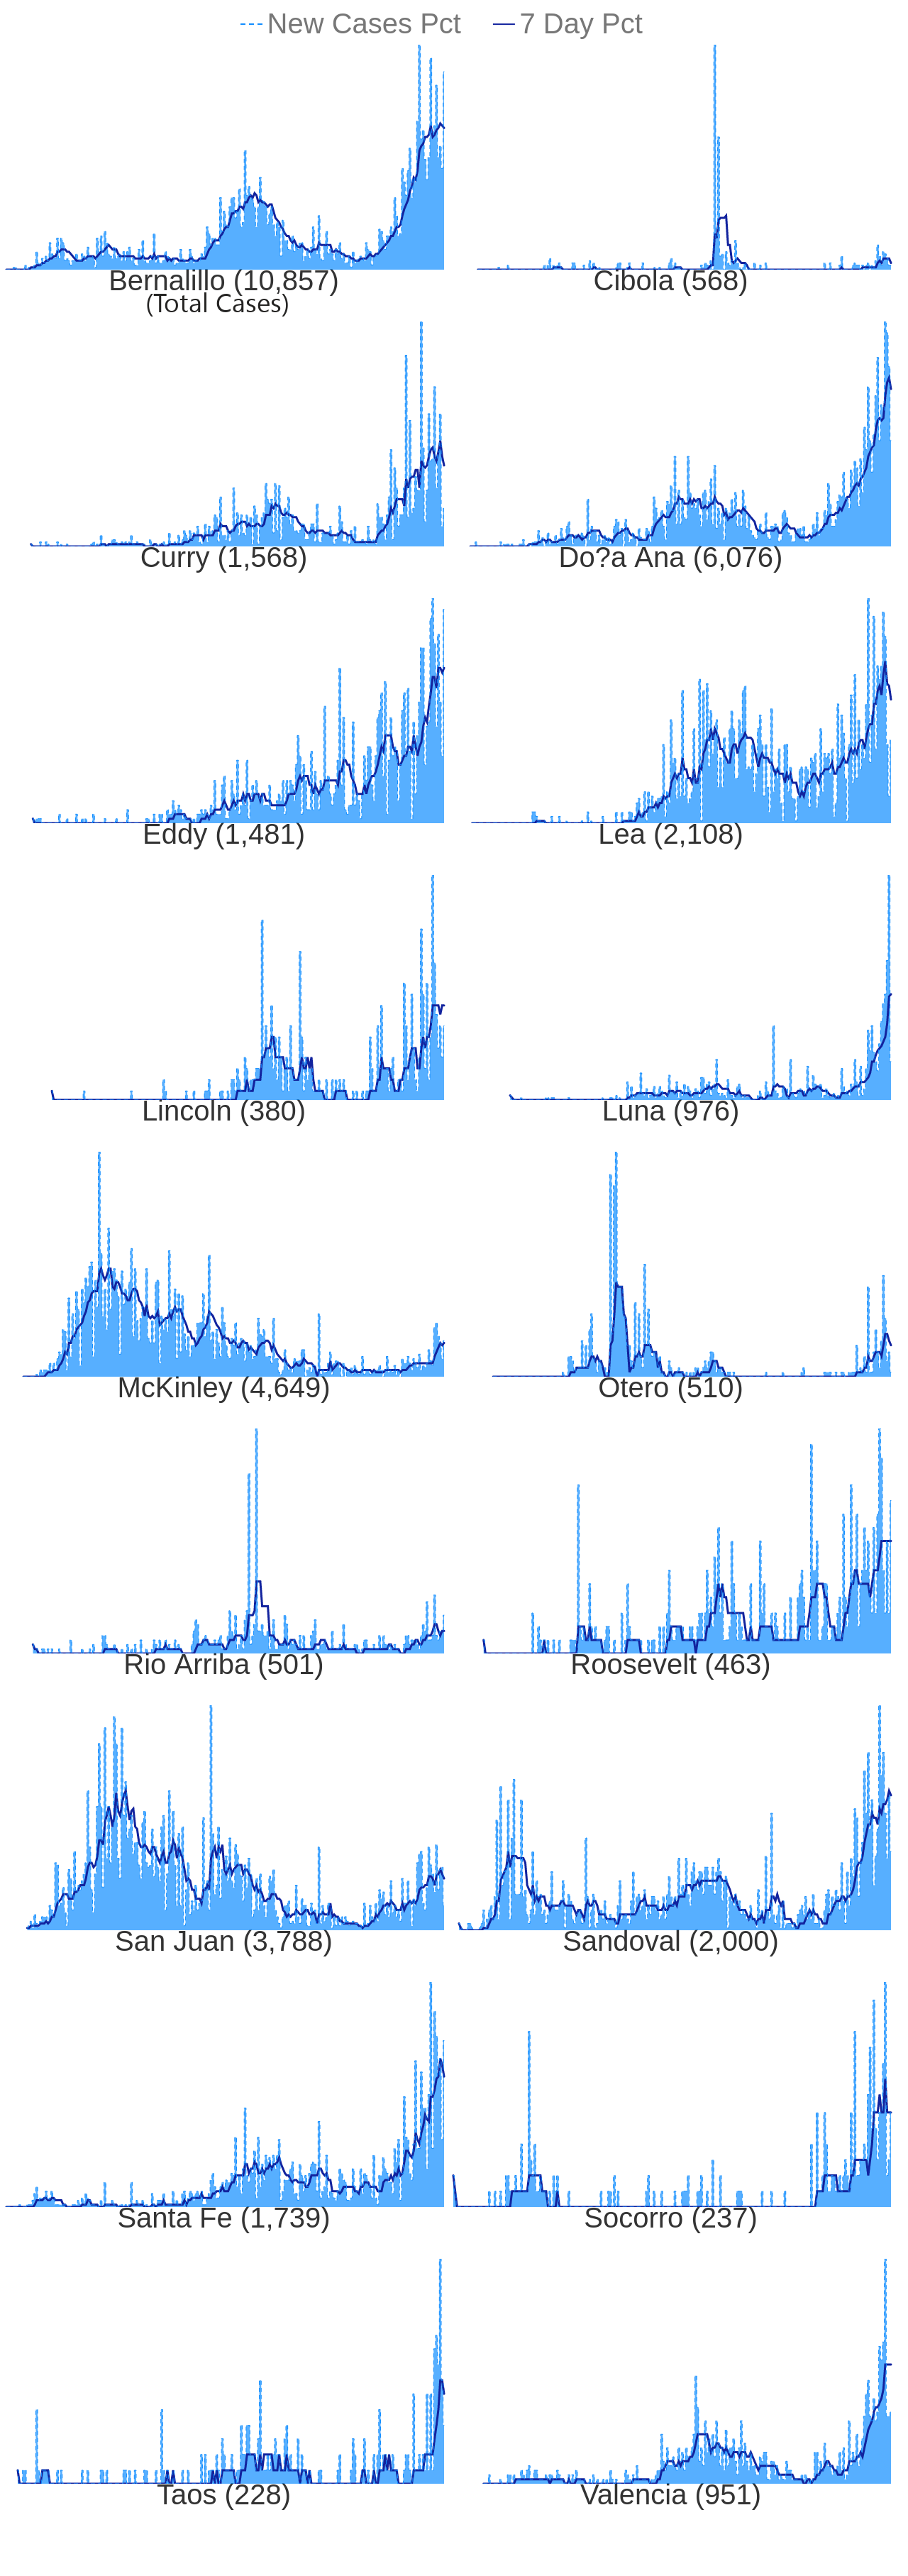 New Cases Pct 7 Day Pct
Bernalillo (10,857) Cibola (568)
(Total Cases)
Curry (1,568) Do?a Ana (6,076)
Eddy (1,481) Lea (2,108)
Lincoln (380) Luna (976)
McKinley (4,649) Otero (510)
Rio Arriba (501) Roosevelt (463)
San Juan (3,788) Sandoval (2,000)
Santa Fe (1,739) Socorro (237)
Taos (228) Valencia (951)